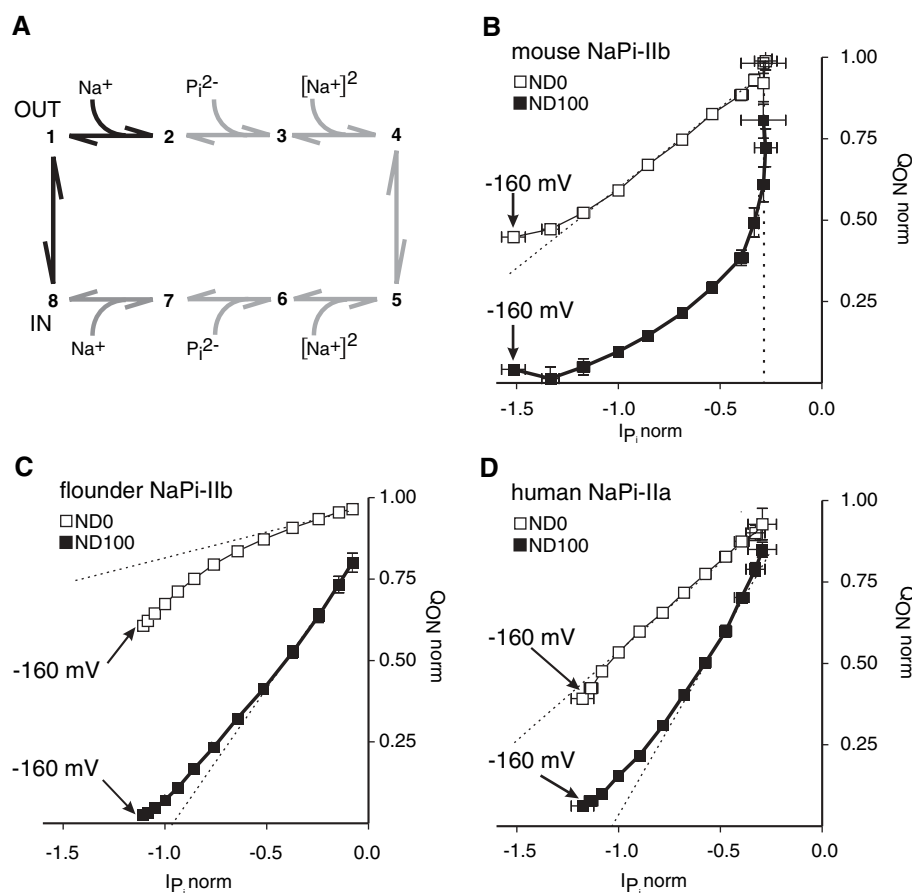 A
Na+
Pi2-
[Na+]2
OUT
1
2
3
4
8
7
6
5
IN
Na+
Pi2-
[Na+]2
B
mouse NaPi-IIb
ND0
ND100
-160 mV
-160 mV
1.00
0.75
0.50
0.25
QON norm
-1.5
-1.0
-0.5
0.0
IPi norm
C
flounder NaPi-IIb
ND0
ND100
-160 mV
-160 mV
1.00
0.75
0.50
0.25
QON norm
-1.5
-1.0
-0.5
0.0
IPi norm
D
human NaPi-IIa
ND0
ND100
-160 mV
-160 mV
1.00
0.75
0.50
0.25
QON norm
-1.5
-1.0
-0.5
0.0
IPi norm